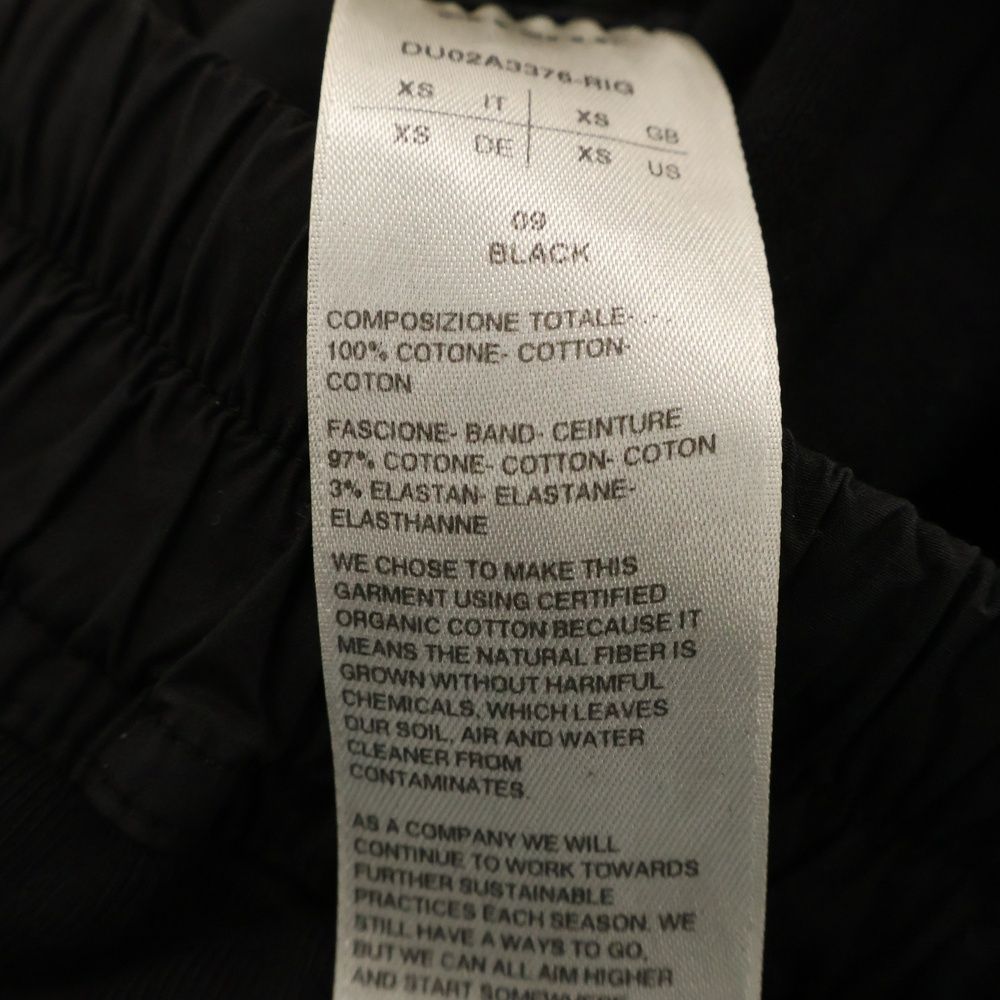 DU02A3376-RIG
XS IT XS GB
XS DE XS US
09
BLACK
COMPOSIZIONE TOTALE-
100% COTONE- COTTON-
COTON
FASCIONE- BAND- CEINTURE
97% COTONE- COTTON- COTON
3% ELASTAN- ELASTANE-
ELASTHANNE
WE CHOSE TO MAKE THIS
GARMENT USING CERTIFIED
ORGANIC COTTON BECAUSE IT
MEANS THE NATURAL FIBER IS
GROWN WITHOUT HARMFUL
CHEMICALS, WHICH LEAVES
OUR SOIL, AIR AND WATER
CLEANER FROM
CONTAMINATES.
AS A COMPANY WE WILL
CONTINUE TO WORK TOWARDS
FURTHER SUSTAINABLE
PRACTICES EACH SEASON. WE
STILL HAVE A WAYS TO GO,
BUT WE CAN ALL AIM HIGHER
AND START SOMEWHERE